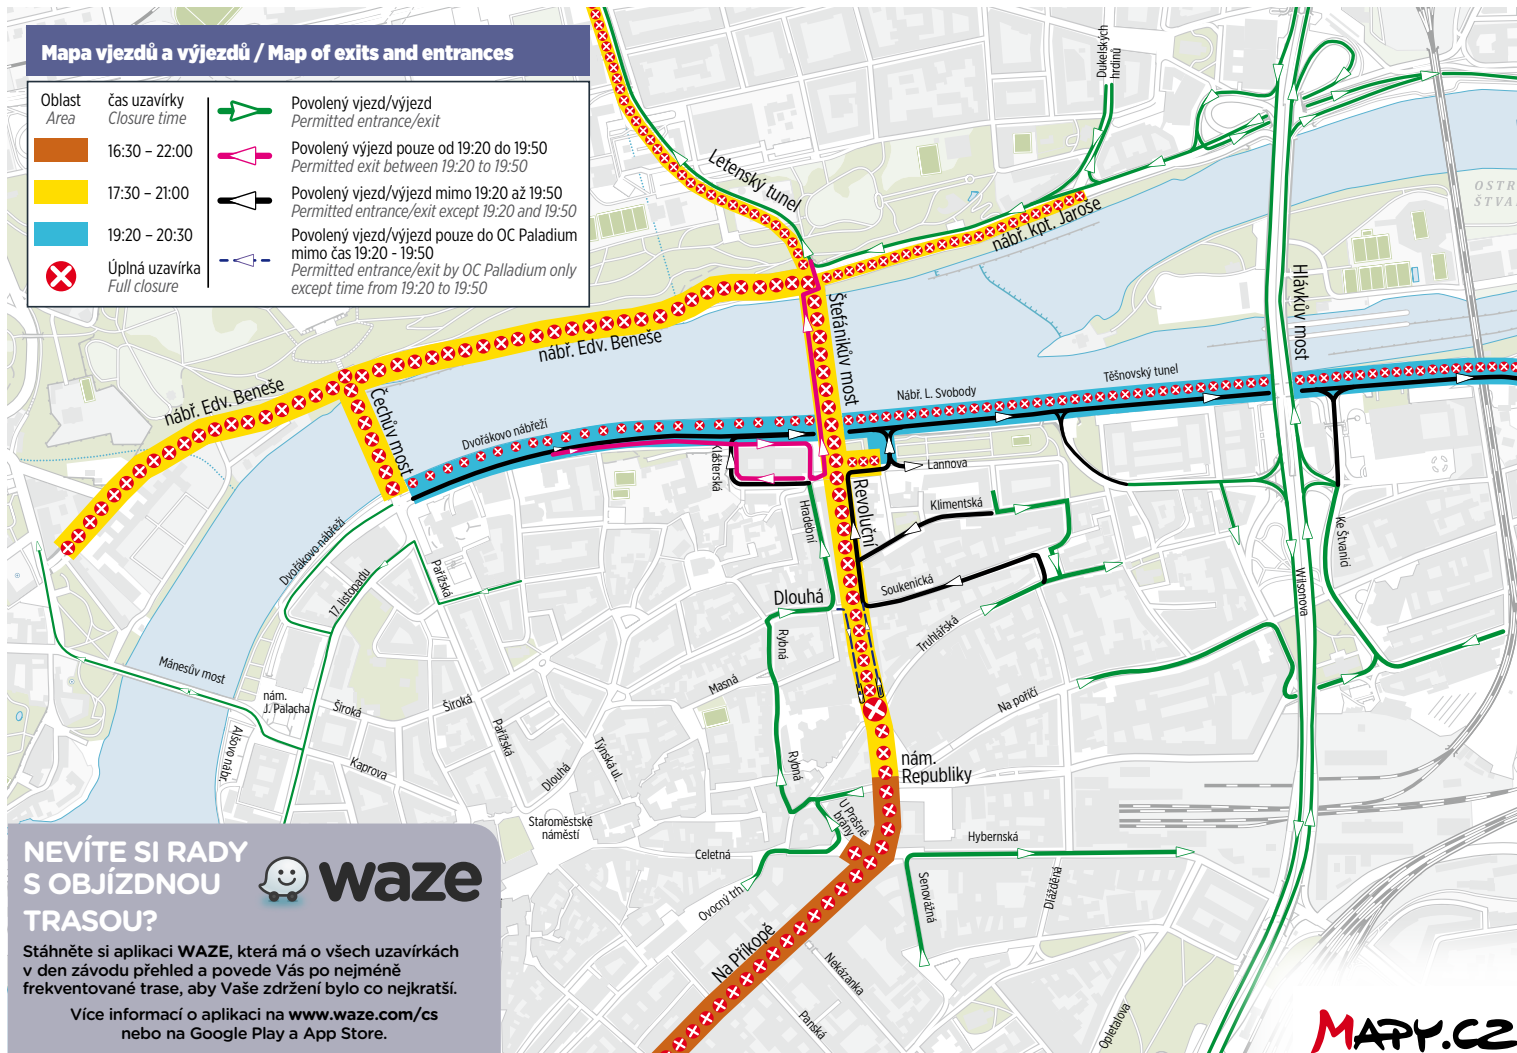 Mapa vjezdů a výjezdů / Map of exits and entrances
Oblast
Area
čas uzavírky
Closure time
16:30 – 22:00
17:30 – 21:00
19:20 – 20:30
Úplná uzavírka
Full closure
Povolený vjezd/výjezd
Permitted entrance/exit
Povolený výjezd pouze od 19:20 do 19:50
Permitted exit between 19:20 to 19:50
Povolený vjezd/výjezd mimo 19:20 až 19:50
Permitted entrance/exit except 19:20 and 19:50
Povolený vjezd/výjezd pouze do OC Paladium
mimo čas 19:20 - 19:50
Permitted entrance/exit by OC Palladium only
except time from 19:20 to 19:50
Dukelských
hrdinů
Letenský tunel
nábř. kpt. Jaroše
OSTR
ŠTVA
Hlávkův most
Štefánikův most
nábř. Edv. Beneše
nábř. Edv. Beneše
Čechův most
Těšnovský tunel
Nábř. L. Svobody
Dvořákovo nábřeží
Klášterská
Lannova
Revoluční
Klimentská
Hradební
Ke Štvanici
Dvořákovo nábřeží
17. listopadu
Pařížská
Soukenická
Wilsonova
Dlouhá
Truhlářská
Rybná
Mánesův most
Masná
nám.
J. Palacha
Široká
Široká
Na poříčí
Pařížská
Alšovo nábř.
Kaprova
Týnská ul.
Dlouhá
Rybná
nám.
Republiky
U Prašné
brány
Staroměstské
náměstí
Hybernská
Celetná
Senovážná
Dlážděná
Ovocný trh
Na Příkopě
Nekázanka
Panská
Opletalova
NEVÍTE SI RADY
S OBJÍZDNOU
TRASOU?
waze
Stáhněte si aplikaci WAZE, která má o všech uzavírkách
v den závodu přehled a povede Vás po nejméně
frekventované trase, aby Vaše zdržení bylo co nejkratší.
Více informací o aplikaci na www.waze.com/cs
nebo na Google Play a App Store.
MAPY.CZ